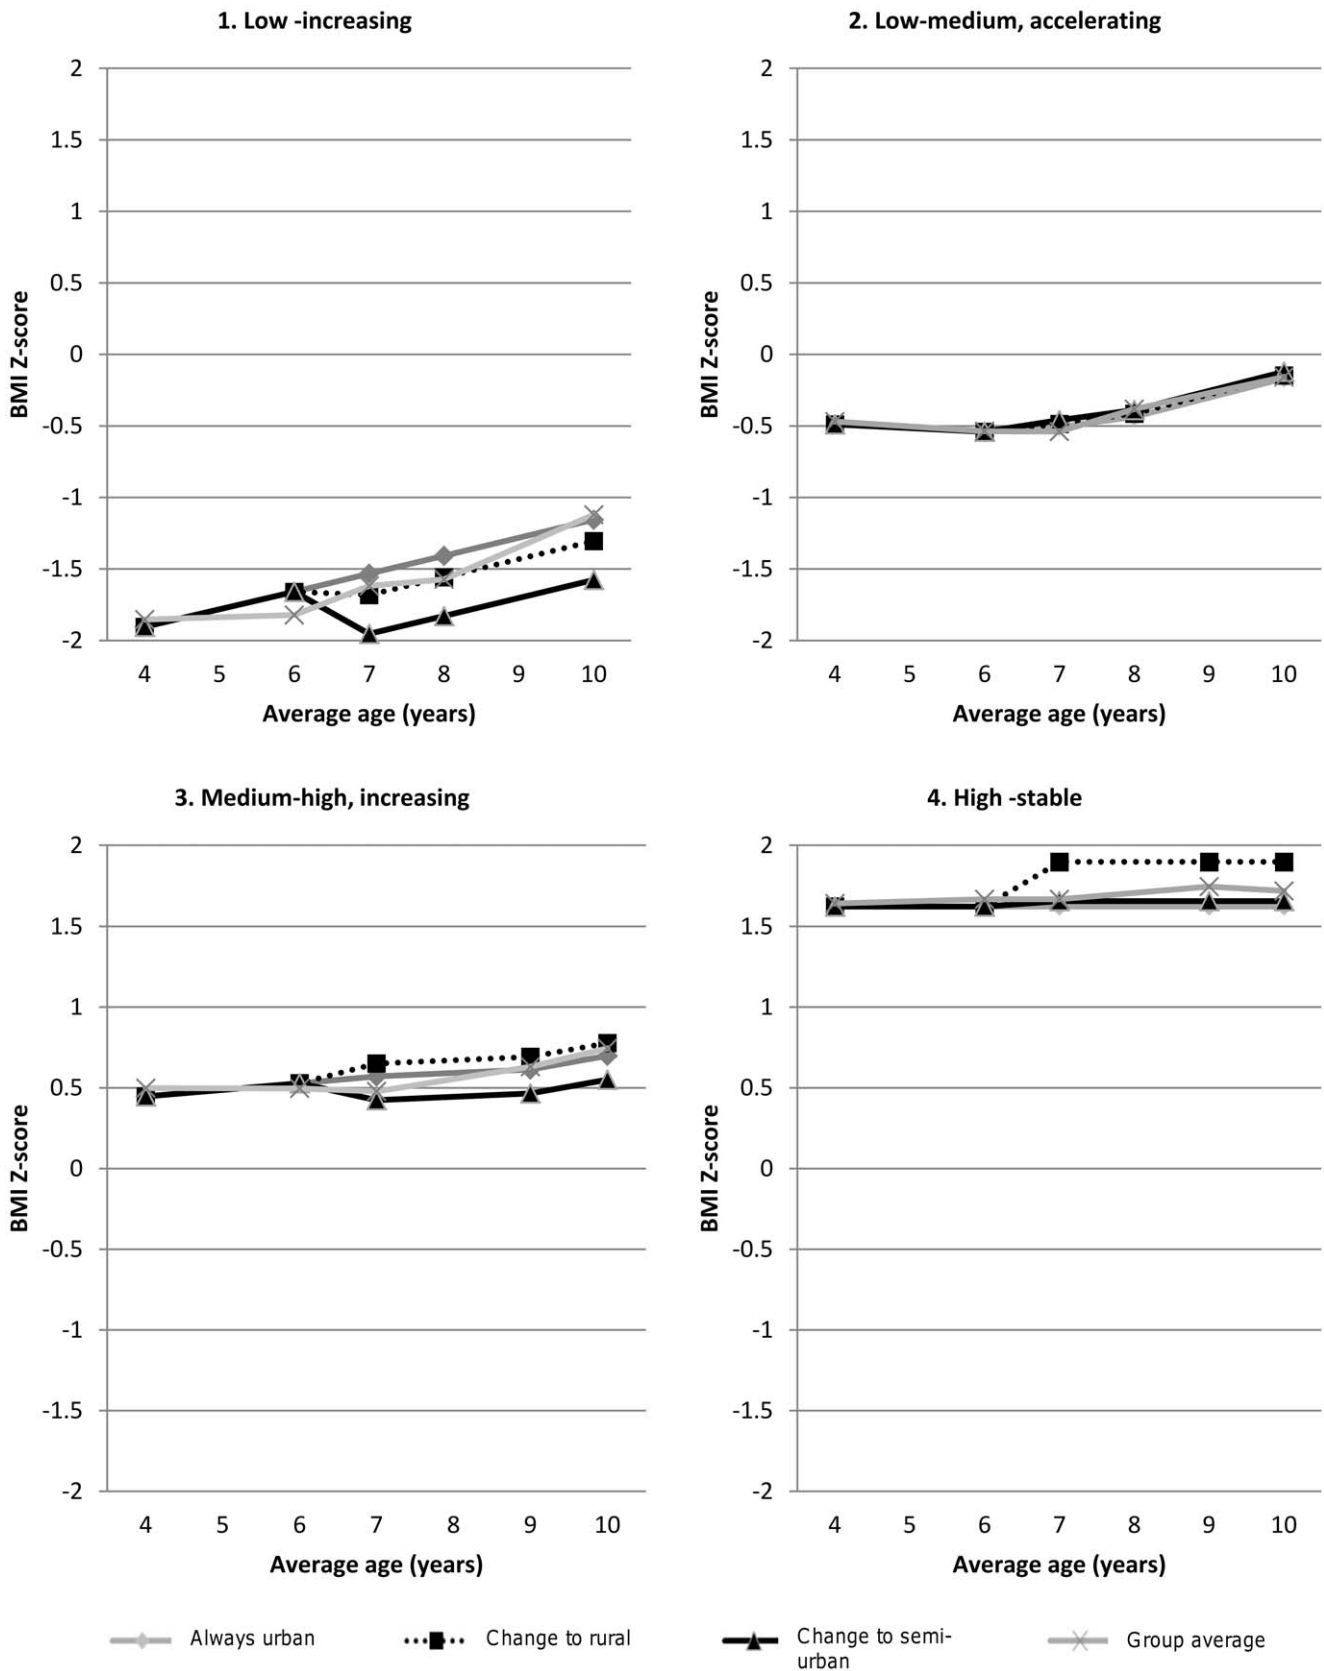 1. Low -increasing
2
1.5
1
0.5
0
-0.5
-1
-1.5
-2
BMI Z-score
4 5 6 7 8 9 10
Average age (years)
2. Low-medium, accelerating
2
1.5
1
0.5
0
-0.5
-1
-1.5
-2
BMI Z-score
4 5 6 7 8 9 10
Average age (years)
3. Medium-high, increasing
2
1.5
1
0.5
0
-0.5
-1
-1.5
-2
BMI Z-score
4 5 6 7 8 9 10
Average age (years)
4. High -stable
2
1.5
1
0.5
0
-0.5
-1
-1.5
-2
BMI Z-score
4 5 6 7 8 9 10
Average age (years)
Always urban
Change to rural
Change to semi-
urban
Group average